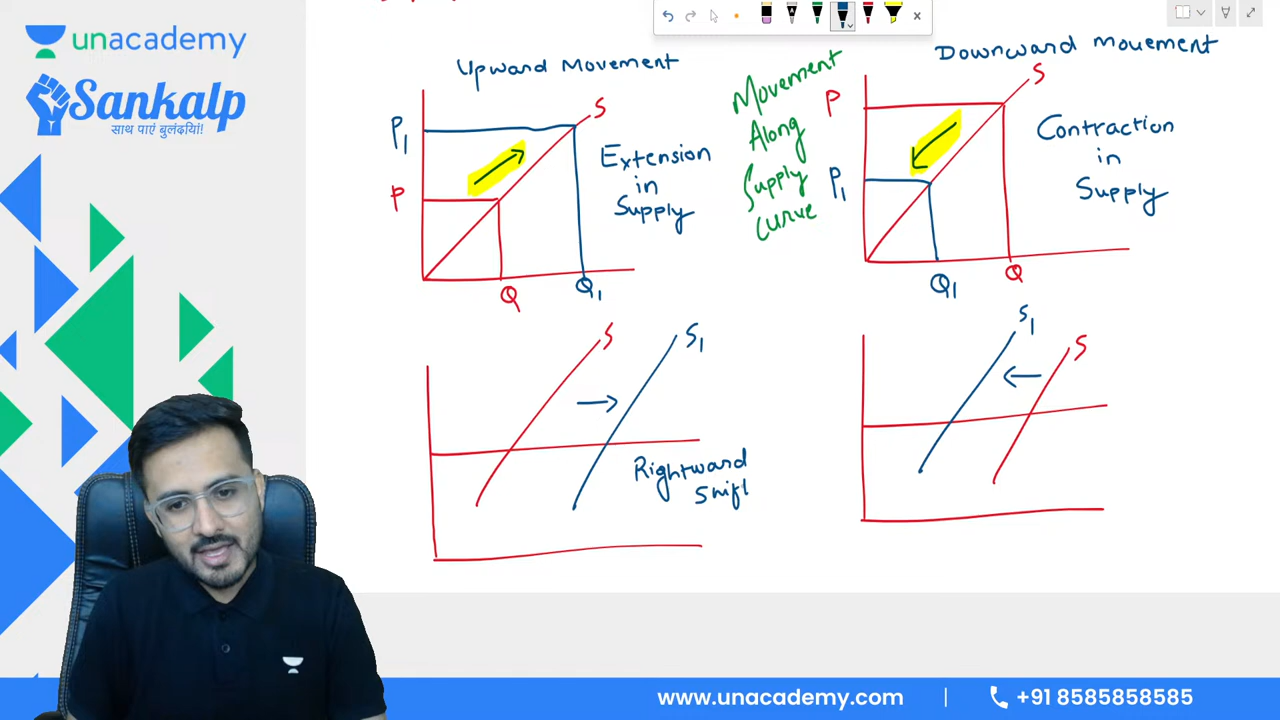 unacademy
Sankalp
साथ पाएं बुलंदियां!
Upward Movement
P1
P
S
Extension
in
Supply
Q
Q1
Movement
Along
Supply
curve
Downward movement
P
P1
S
Contraction
in
Supply
Q1
Q
S
S1
Rightward
Shift
S1
S
www.unacademy.com | +91 8585858585